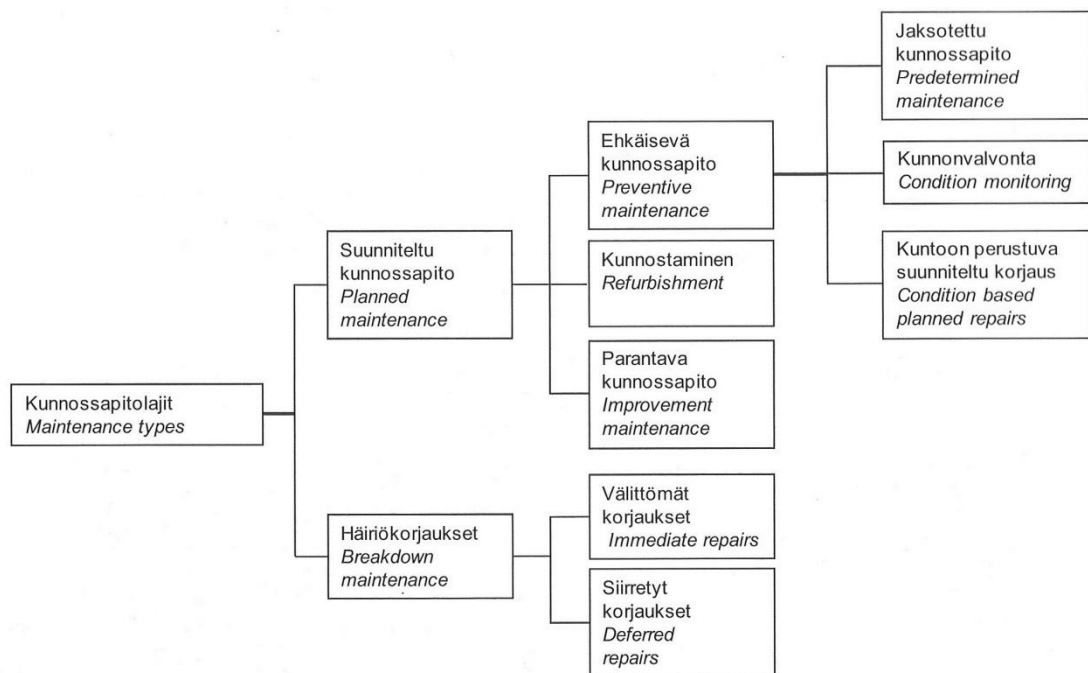 Kunnossapitolajit
Maintenance types
Suunniteltu
kunnossapito
Planned
maintenance
Häiriökorjaukset
Breakdown
maintenance
Ehkäisevä
kunnossapito
Preventive
maintenance
Kunnostaminen
Refurbishment
Parantava
kunnossapito
Improvement
maintenance
Välittömät
korjaukset
Immediate repairs
Siirretyt
korjaukset
Deferred
repairs
Jaksotettu
kunnossapito
Predetermined
maintenance
Kunnonvalvonta
Condition monitoring
Kuntoon perustuva
suunniteltu korjaus
Condition based
planned repairs